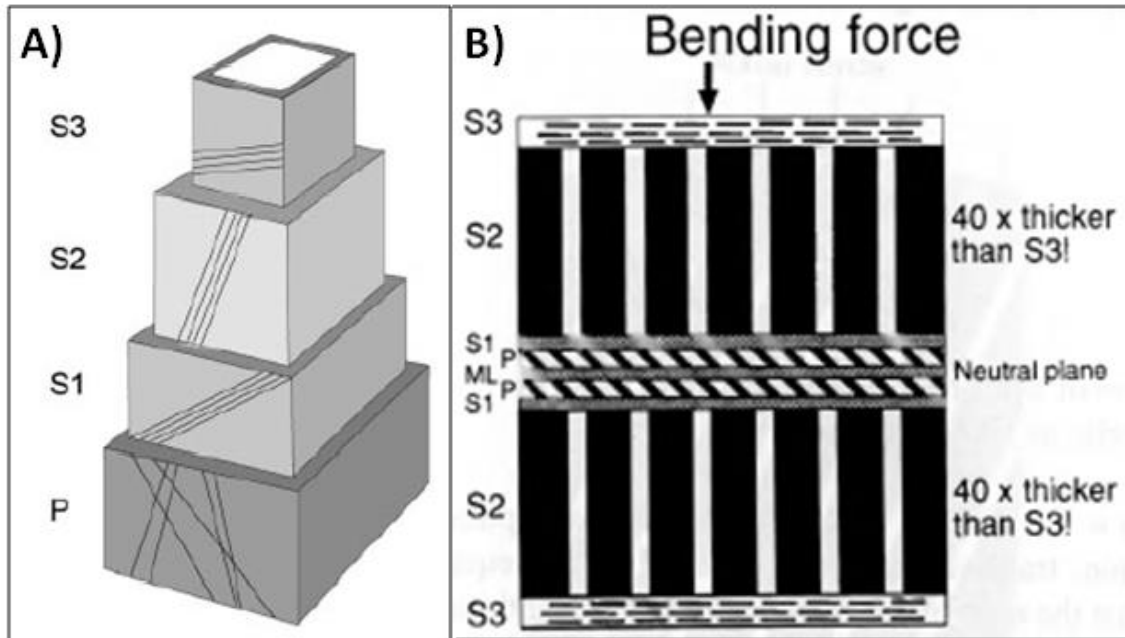 A)
S3
S2
S1
P
B)
Bending force
S3
S2
40 x thicker
than S3!
S1
P
ML
P
S1
Neutral plane
S2
40 x thicker
than S3!
S3